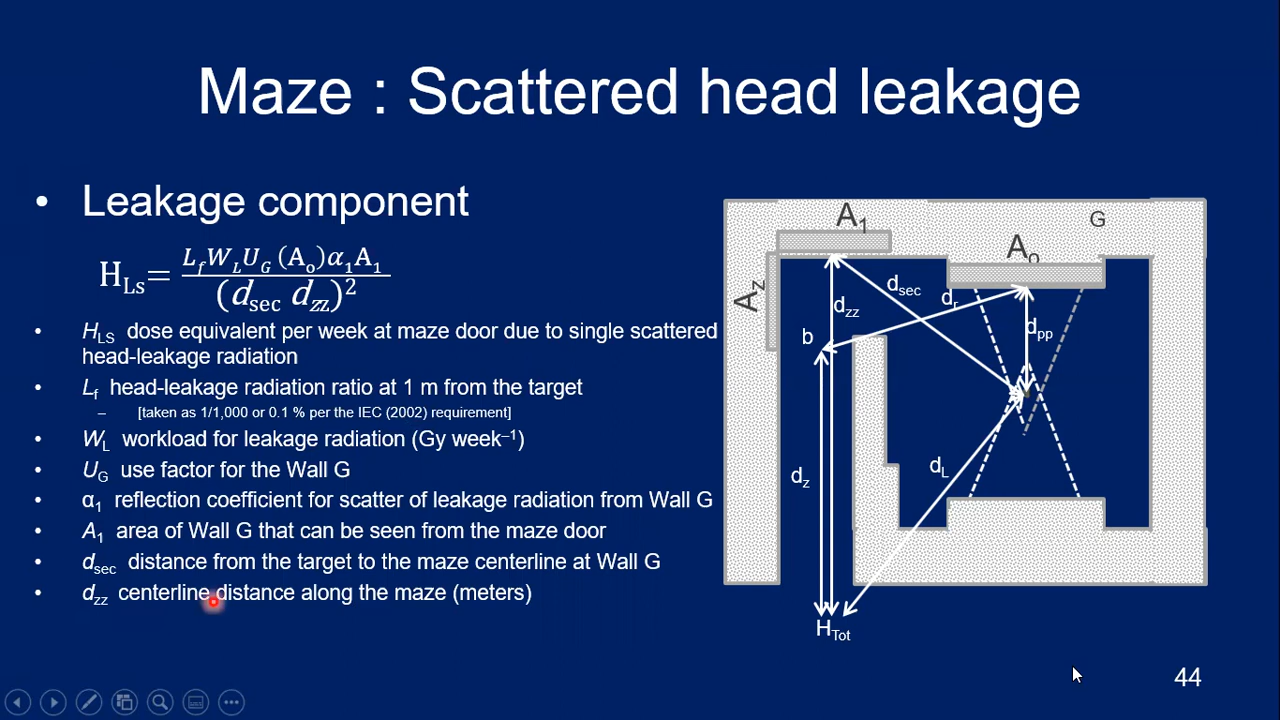 Maze : Scattered head leakage
• Leakage component
H_Ls = L_f W_L U_G (A_o) α_1 A_1 / (d_sec d_zz)^2
• H_LS dose equivalent per week at maze door due to single scattered
head-leakage radiation
• L_f head-leakage radiation ratio at 1 m from the target
– [taken as 1/1,000 or 0.1 % per the IEC (2002) requirement]
• W_L workload for leakage radiation (Gy week⁻¹)
• U_G use factor for the Wall G
• α_1 reflection coefficient for scatter of leakage radiation from Wall G
• A_1 area of Wall G that can be seen from the maze door
• d_sec distance from the target to the maze centerline at Wall G
• d_zz centerline distance along the maze (meters)
A_1
G
A_o
A_z
d_sec
d_r
d_zz
d_pp
b
d_L
d_z
H_Tot
44